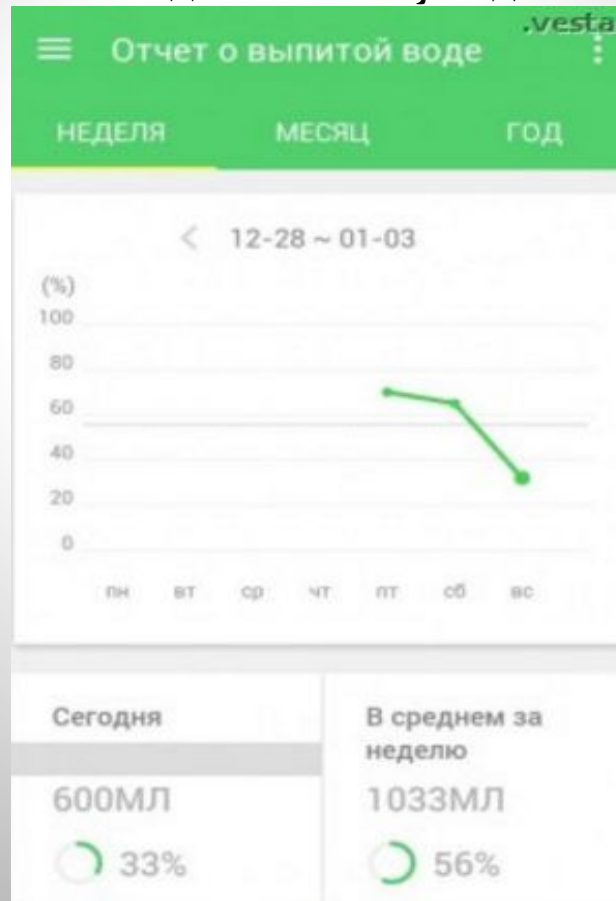 .vesta
Отчет о выпитой воде
НЕДЕЛЯ МЕСЯЦ ГОД
< 12-28 ~ 01-03
(%)
100
80
60
40
20
0
пн вт ср чт пт сб вс
Сегодня
600МЛ
33%
В среднем за
неделю
1033МЛ
56%